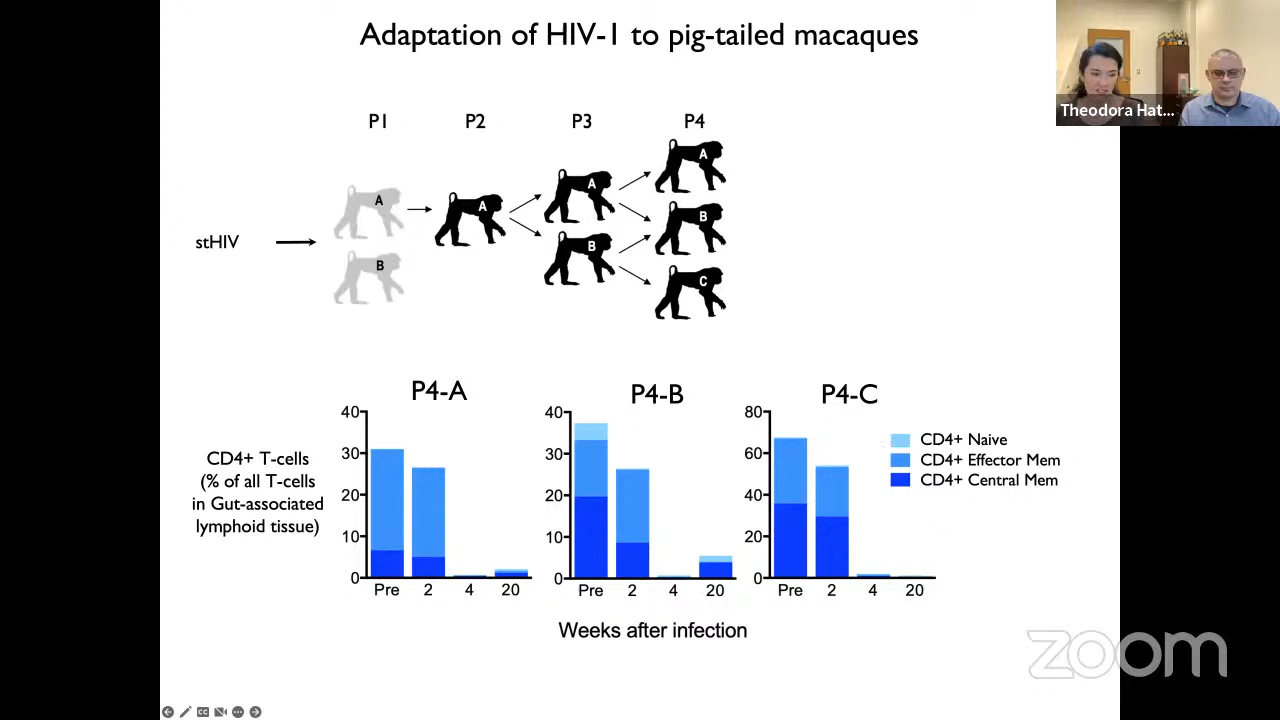 Adaptation of HIV-1 to pig-tailed macaques
Theodora Hat...
P1 P2 P3 P4
A
B
A
A
B
A
B
C
stHIV
P4-A P4-B P4-C
CD4+ T-cells
(% of all T-cells
in Gut-associated
lymphoid tissue)
40
30
20
10
0
Pre 2 4 20
40
30
20
10
0
Pre 2 4 20
80
60
40
20
0
Pre 2 4 20
CD4+ Naive
CD4+ Effector Mem
CD4+ Central Mem
Weeks after infection
zoom